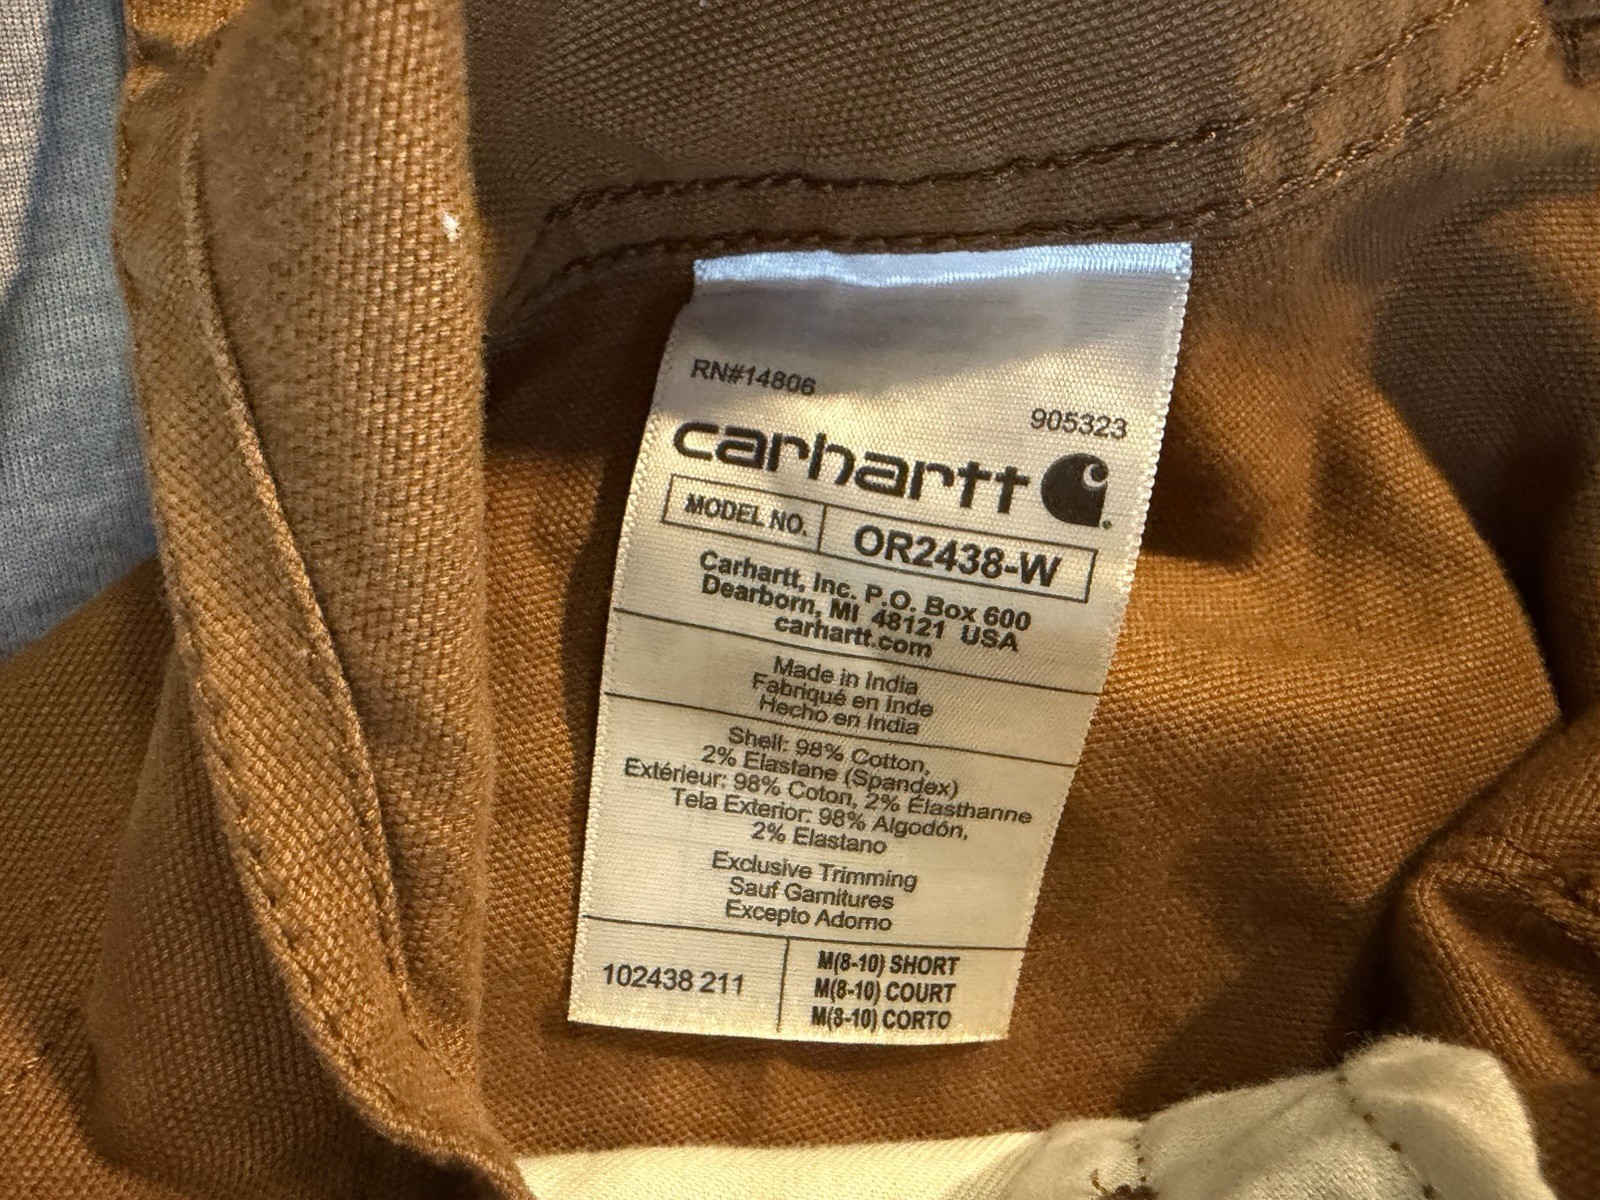 RN#14806
905323
carhartt
MODEL NO. OR2438-W
Carhartt, Inc. P.O. Box 600
Dearborn, MI 48121 USA
carhartt.com
Made in India
Fabriqué en Inde
Hecho en India
Shell: 98% Cotton,
2% Elastane (Spandex)
Extérieur: 98% Coton, 2% Élasthanne
Tela Exterior: 98% Algodón,
2% Elastano
Exclusive Trimming
Sauf Garnitures
Excepto Adorno
102438 211
M(8-10) SHORT
M(8-10) COURT
M(8-10) CORTO